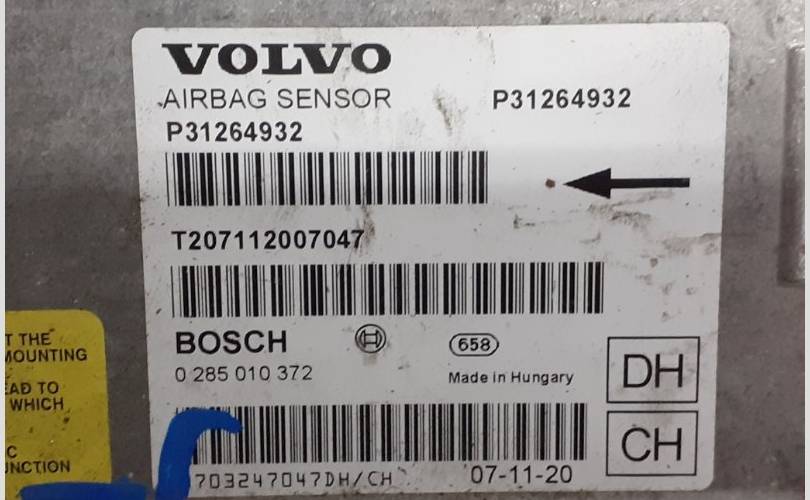 VOLVO
AIRBAG SENSOR P31264932
P31264932
T207112007047
BOSCH 658
0 285 010 372 Made in Hungary
DH
CH
703247047DH/CH 07-11-20
T THE
MOUNTING
EAD TO
WHICH
C
UNCTION